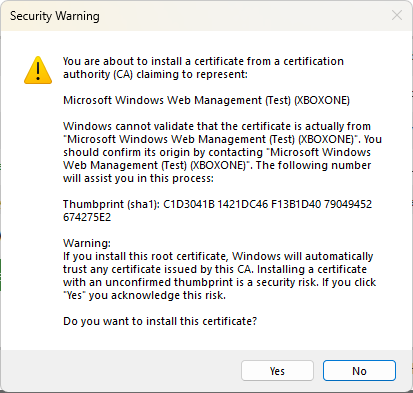 Security Warning
You are about to install a certificate from a certification
authority (CA) claiming to represent:
Microsoft Windows Web Management (Test) (XBOXONE)
Windows cannot validate that the certificate is actually from
"Microsoft Windows Web Management (Test) (XBOXONE)". You
should confirm its origin by contacting "Microsoft Windows
Web Management (Test) (XBOXONE)". The following number
will assist you in this process:
Thumbprint (sha1): C1D3041B 1421DC46 F13B1D40 79049452
674275E2
Warning:
If you install this root certificate, Windows will automatically
trust any certificate issued by this CA. Installing a certificate
with an unconfirmed thumbprint is a security risk. If you click
"Yes" you acknowledge this risk.
Do you want to install this certificate?
Yes No